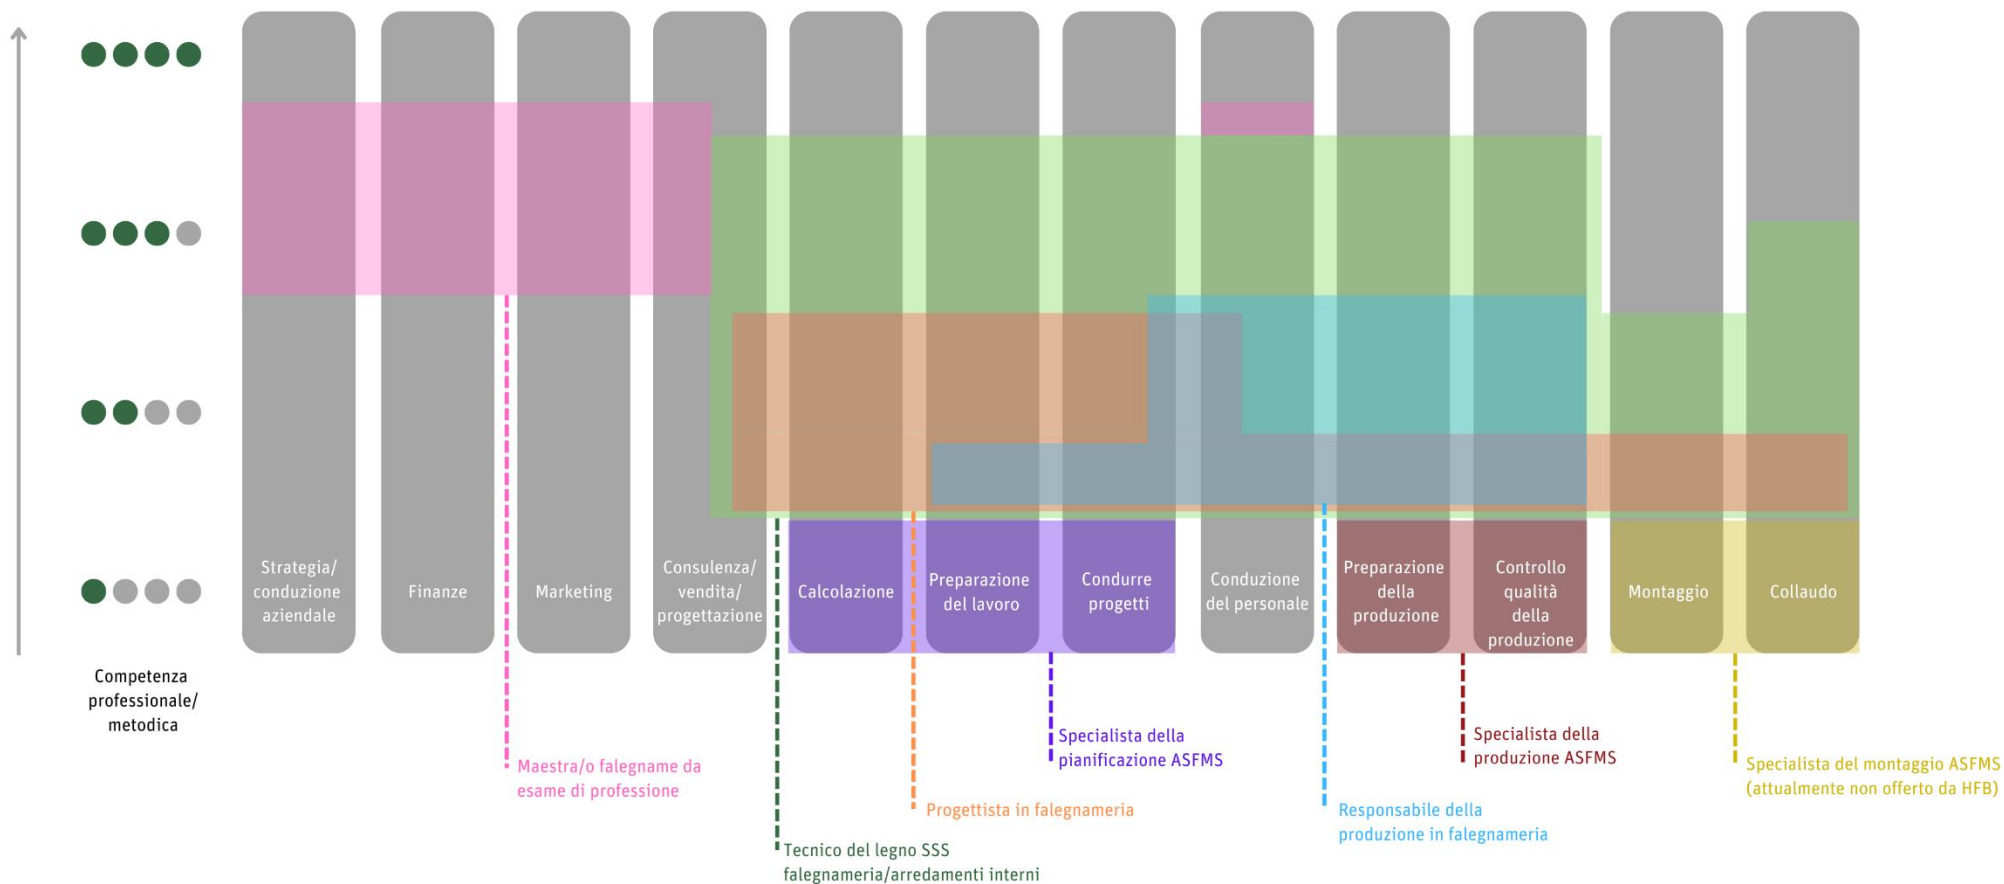 Strategia/
conduzione
aziendale
Finanze
Marketing
Consulenza/
vendita/
progettazione
Calcolazione
Preparazione
del lavoro
Condurre
progetti
Conduzione
del personale
Preparazione
della
produzione
Controllo
qualità
della
produzione
Montaggio
Collaudo
Competenza
professionale/
metodica
Maestra/o falegname da
esame di professione
Tecnico del legno SSS
falegnameria/arredamenti interni
Progettista in falegnameria
Specialista della
pianificazione ASFMS
Responsabile della
produzione in falegnameria
Specialista della
produzione ASFMS
Specialista del montaggio ASFMS
(attualmente non offerto da HFB)